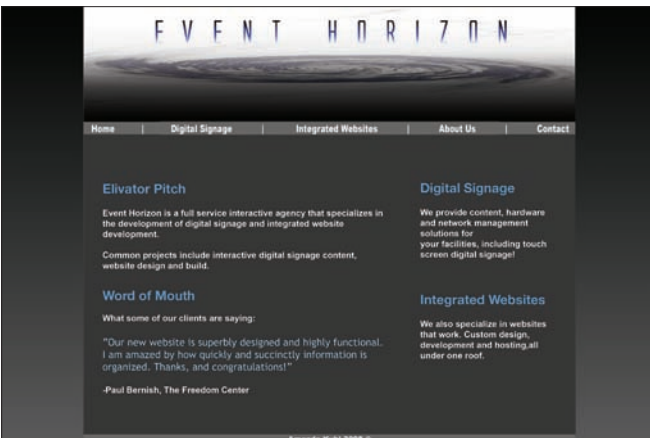 EVENT HORIZON
Home | Digital Signage | Integrated Websites | About Us | Contact
Elivator Pitch
Event Horizon is a full service interactive agency that specializes in
the development of digital signage and integrated website
development.
Common projects include interactive digital signage content,
website design and build.
Word of Mouth
What some of our clients are saying:
"Our new website is superbly designed and highly functional.
I am amazed by how quickly and succinctly information is
organized. Thanks, and congratulations!"
-Paul Bernish, The Freedom Center
Digital Signage
We provide content, hardware
and network management
solutions for
your facilities, including touch
screen digital signage!
Integrated Websites
We also specialize in websites
that work. Custom design,
development and hosting,all
under one roof.